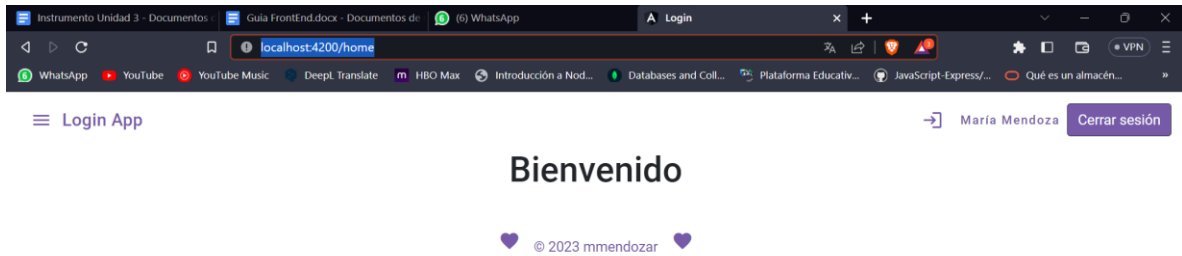 Instrumento Unidad 3 - Documentos
Guia FrontEnd.docx - Documentos de
(6) WhatsApp
Login
localhost:4200/home
VPN
WhatsApp
YouTube
YouTube Music
DeepL Translate
HBO Max
Introducción a Nod...
Databases and Coll...
Plataforma Educativ...
JavaScript-Express/...
Qué es un almacén...
»
Login App
María Mendoza
Cerrar sesión
Bienvenido
© 2023 mmendozar